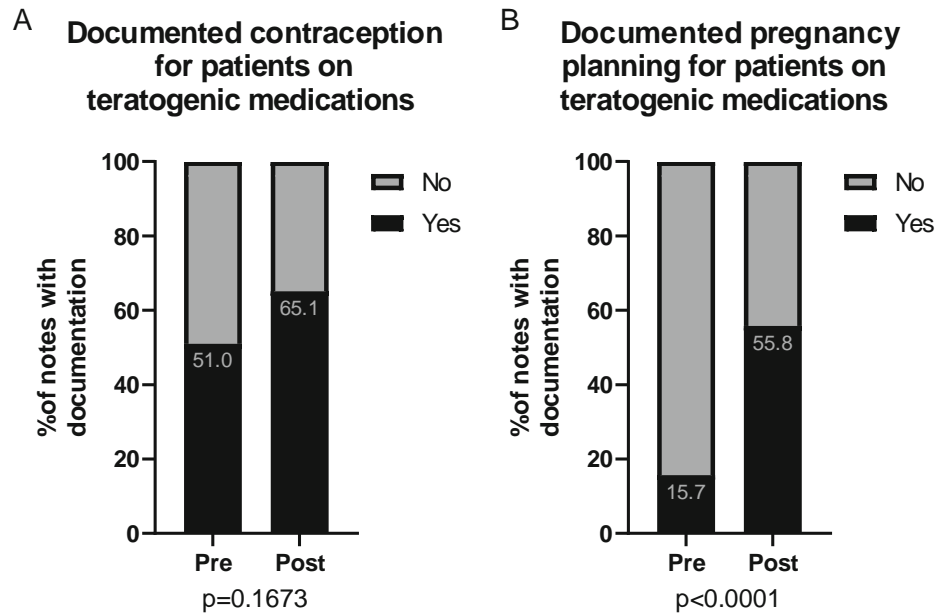 A
Documented contraception
for patients on
teratogenic medications
%of notes with
documentation
100
80
60
40
20
0
51.0
65.1
No
Yes
Pre
Post
p=0.1673
B
Documented pregnancy
planning for patients on
teratogenic medications
%of notes with
documentation
100
80
60
40
20
0
15.7
55.8
No
Yes
Pre
Post
p<0.0001